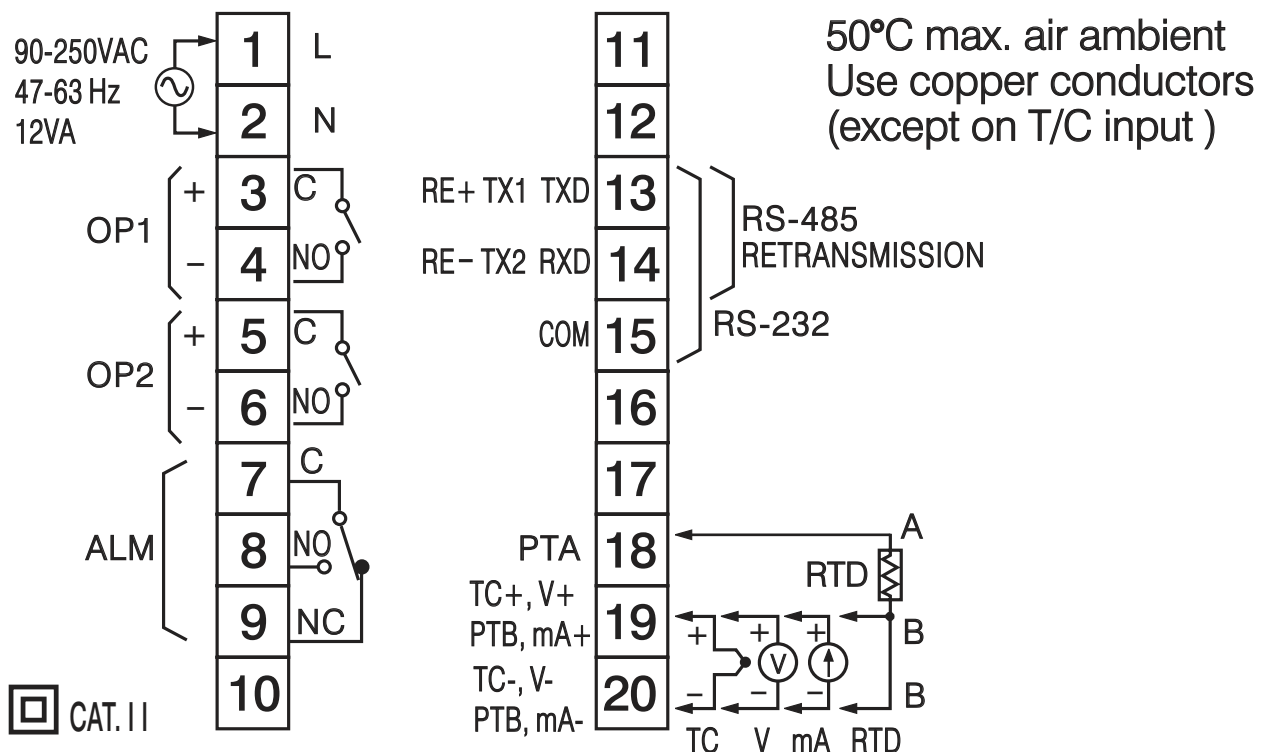 90-250VAC
47-63 Hz
12VA
1 L
2 N
OP1
+ 3 C
− 4 NO
OP2
+ 5 C
− 6 NO
ALM
7 C
8 NO
9 NC
10
CAT. II
11
12
RE+ TX1 TXD 13
RE− TX2 RXD 14
COM 15
RS-485
RETRANSMISSION
RS-232
16
17
PTA 18
TC+, V+
PTB, mA+ 19
TC-, V-
PTB, mA- 20
A
RTD
B
B
+ + +
V
− − −
TC V mA RTD
50°C max. air ambient
Use copper conductors
(except on T/C input )